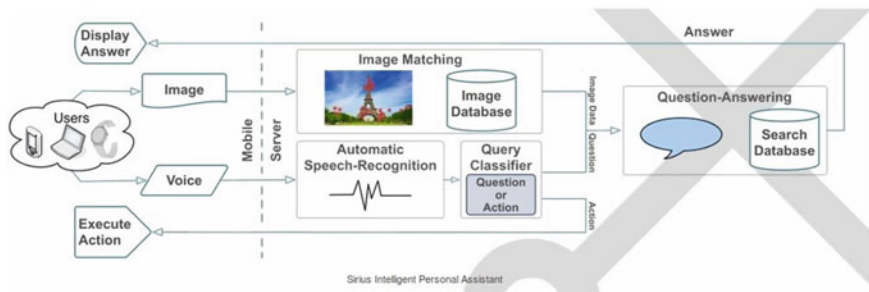 Display
Answer
Answer
Image
Image Matching
Image
Database
Users
Mobile
Server
Image Data
Question
Question-Answering
Search
Database
Automatic
Speech-Recognition
Query
Classifier
Question
or
Action
Voice
Action
Execute
Action
Sirius Intelligent Personal Assistant